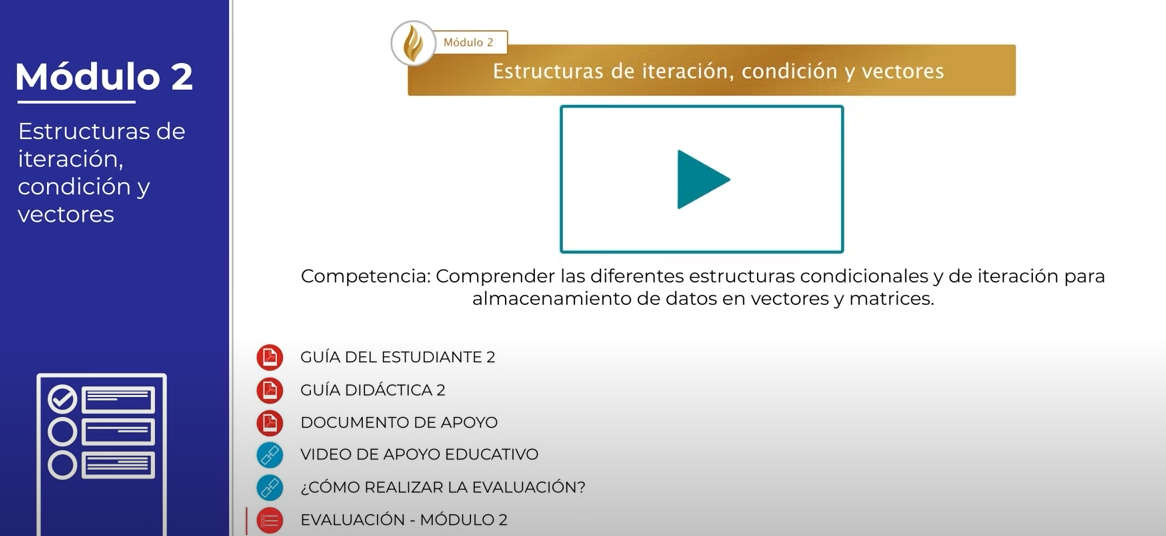 Módulo 2
Estructuras de
iteración,
condición y
vectores
Módulo 2
Estructuras de iteración, condición y vectores
Competencia: Comprender las diferentes estructuras condicionales y de iteración para
almacenamiento de datos en vectores y matrices.
GUÍA DEL ESTUDIANTE 2
GUÍA DIDÁCTICA 2
DOCUMENTO DE APOYO
VIDEO DE APOYO EDUCATIVO
¿CÓMO REALIZAR LA EVALUACIÓN?
EVALUACIÓN - MÓDULO 2